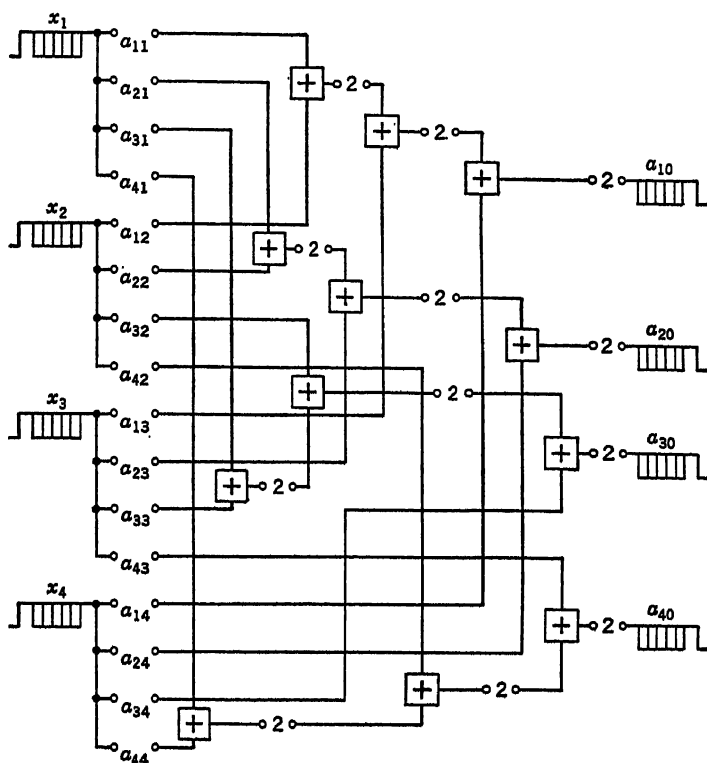 x1
a11
a21
a31
a41
x2
a12
a22
a32
a42
x3
a13
a23
a33
a43
x4
a14
a24
a34
a44
+ 2
+ 2
+ 2 a10
+ 2
+ 2
+ 2 a20
+ 2
+ 2
+ 2 a30
+ 2
+ 2
+ 2 a40